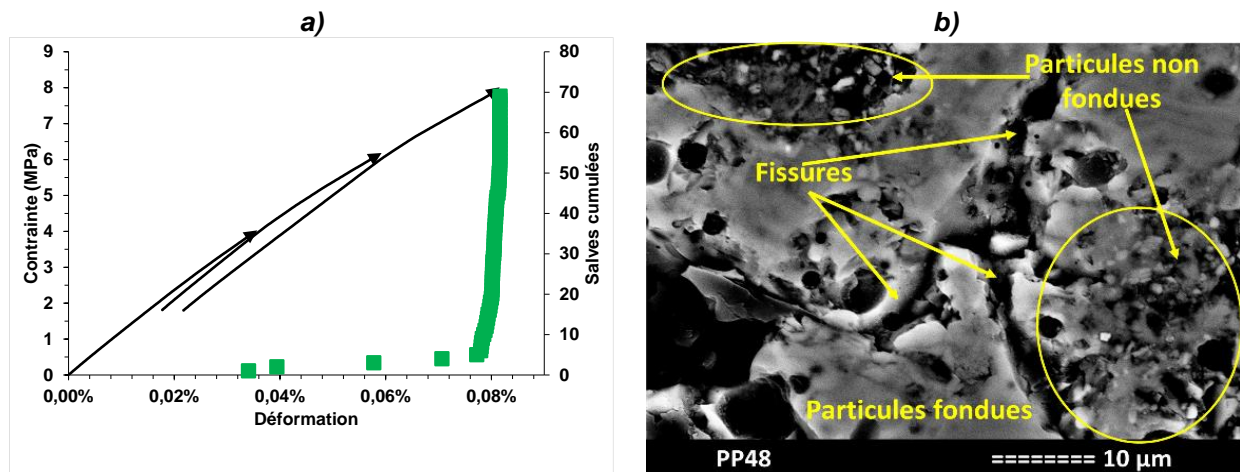 a)
b)
9
8
7
6
5
4
3
2
1
0
Contrainte (MPa)
80
70
60
50
40
30
20
10
0
Salves cumulées
0,00%
0,02%
0,04%
0,06%
0,08%
Déformation
Particules non
fondues
Fissures
Particules fondues
PP48
======== 10 µm